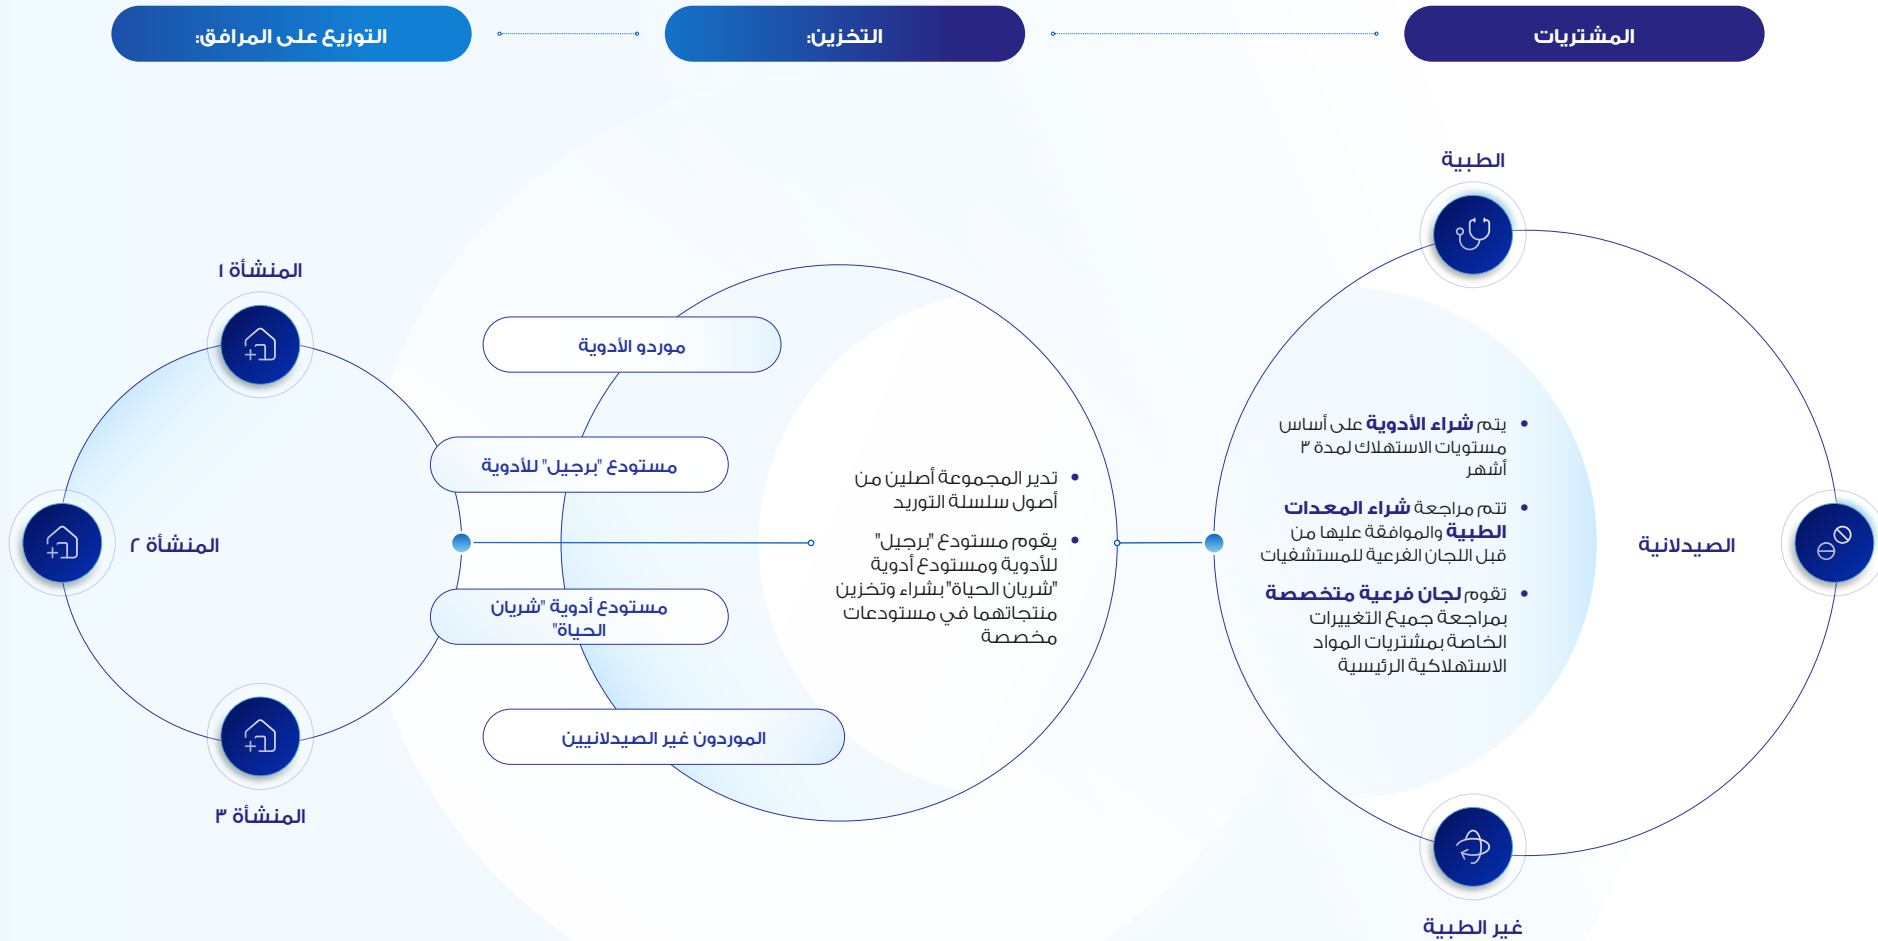 المشتريات
التخزين:
التوزيع على المرافق:
الطبية
الصيدلانية
غير الطبية
• يتم شراء الأدوية على أساس
مستويات الاستهلاك لمدة ٣
أشهر
• تتم مراجعة شراء المعدات
الطبية والموافقة عليها من
قبل اللجان الفرعية للمستشفيات
• تقوم لجان فرعية متخصصة
بمراجعة جميع التغييرات
الخاصة بمشتريات المواد
الاستهلاكية الرئيسية
• تدير المجموعة أصلين من
أصول سلسلة التوريد
• يقوم مستودع "برجيل"
للأدوية ومستودع أدوية
"شريان الحياة" بشراء وتخزين
منتجاتهما في مستودعات
مخصصة
موردو الأدوية
مستودع "برجيل" للأدوية
مستودع أدوية "شريان
الحياة"
الموردون غير الصيدلانيين
المنشأة ١
المنشأة ٢
المنشأة ٣